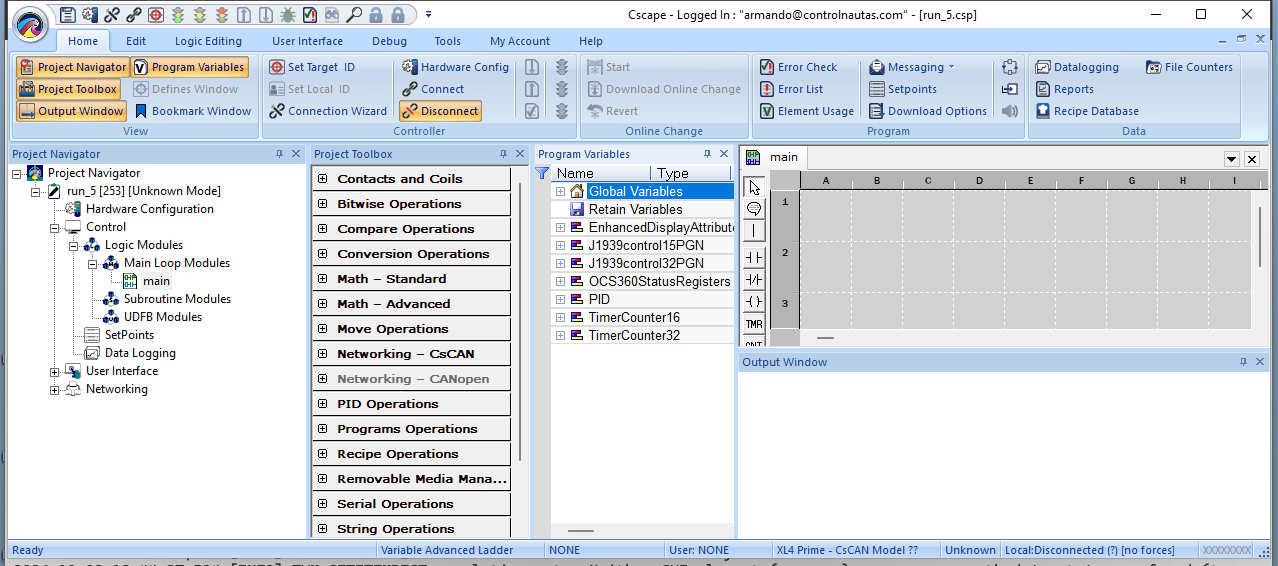 Cscape - Logged In : "armando@controlnautas.com" - [run_5.csp]
Home Edit Logic Editing User Interface Debug Tools My Account Help
Project Navigator Program Variables Set Target ID Hardware Config Start Error Check Messaging Datalogging File Counters
Project Toolbox Defines Window Set Local ID Connect Download Online Change Error List Setpoints Reports
Output Window Bookmark Window Connection Wizard Disconnect Revert Element Usage Download Options Recipe Database
View Controller Online Change Program Data
Project Navigator
Project Navigator
run_5 [253] [Unknown Mode]
Hardware Configuration
Control
Logic Modules
Main Loop Modules
main
Subroutine Modules
UDFB Modules
SetPoints
Data Logging
User Interface
Networking
Project Toolbox
Contacts and Coils
Bitwise Operations
Compare Operations
Conversion Operations
Math – Standard
Math – Advanced
Move Operations
Networking – CsCAN
Networking – CANopen
PID Operations
Programs Operations
Recipe Operations
Removable Media Mana...
Serial Operations
String Operations
Program Variables
Name Type
Global Variables
Retain Variables
EnhancedDisplayAttribut
J1939control15PGN
J1939control32PGN
OCS360StatusRegisters
PID
TimerCounter16
TimerCounter32
main
A B C D E F G H I
1
2
3
TMR
CNT
Output Window
Ready Variable Advanced Ladder NONE User: NONE XL4 Prime - CsCAN Model ?? Unknown Local:Disconnected (?) [no forces] XXXXXXXX